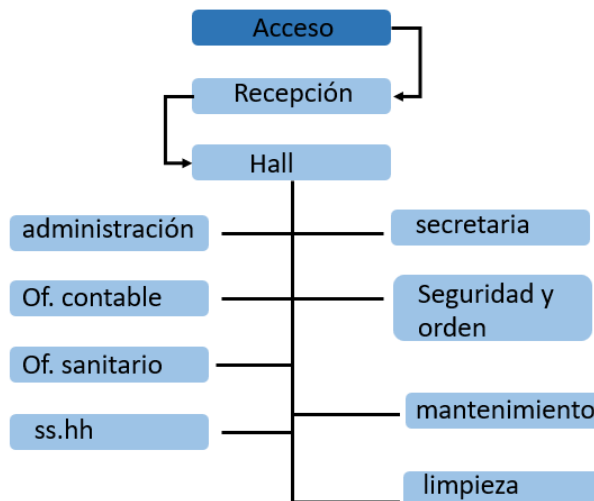 Acceso
Recepción
Hall
administración
secretaria
Of. contable
Seguridad y
orden
Of. sanitario
mantenimiento
ss.hh
limpieza